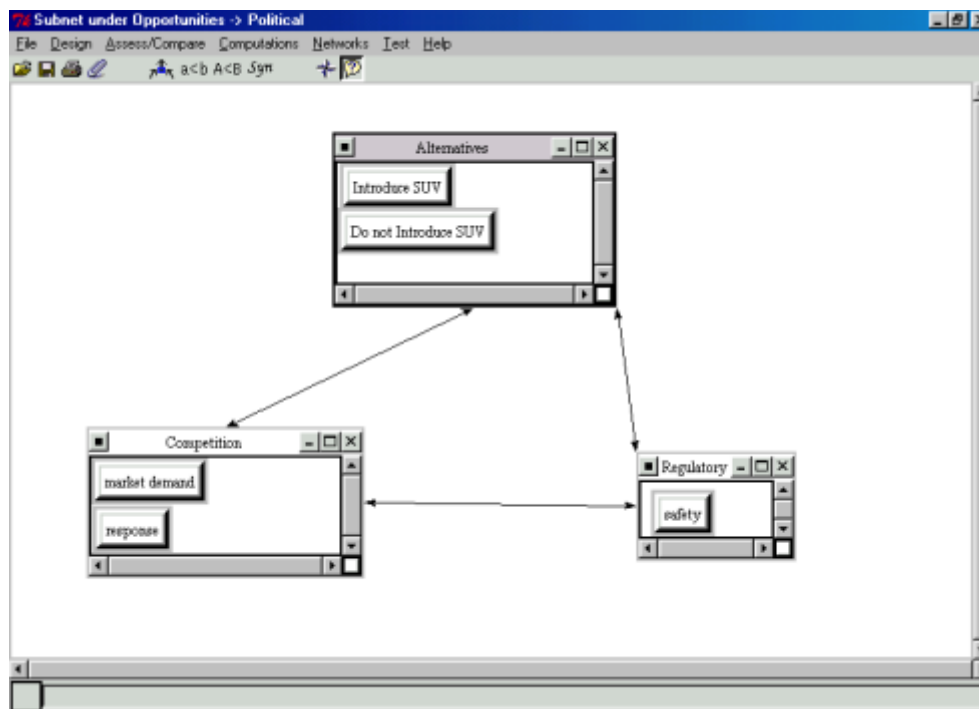 Subnet under Opportunities -> Political
File Design Assess/Compare Computations Networks Test Help
a<b A<B Syn
Alternatives
Introduce SUV
Do not Introduce SUV
Competition
market demand
response
Regulatory
safety